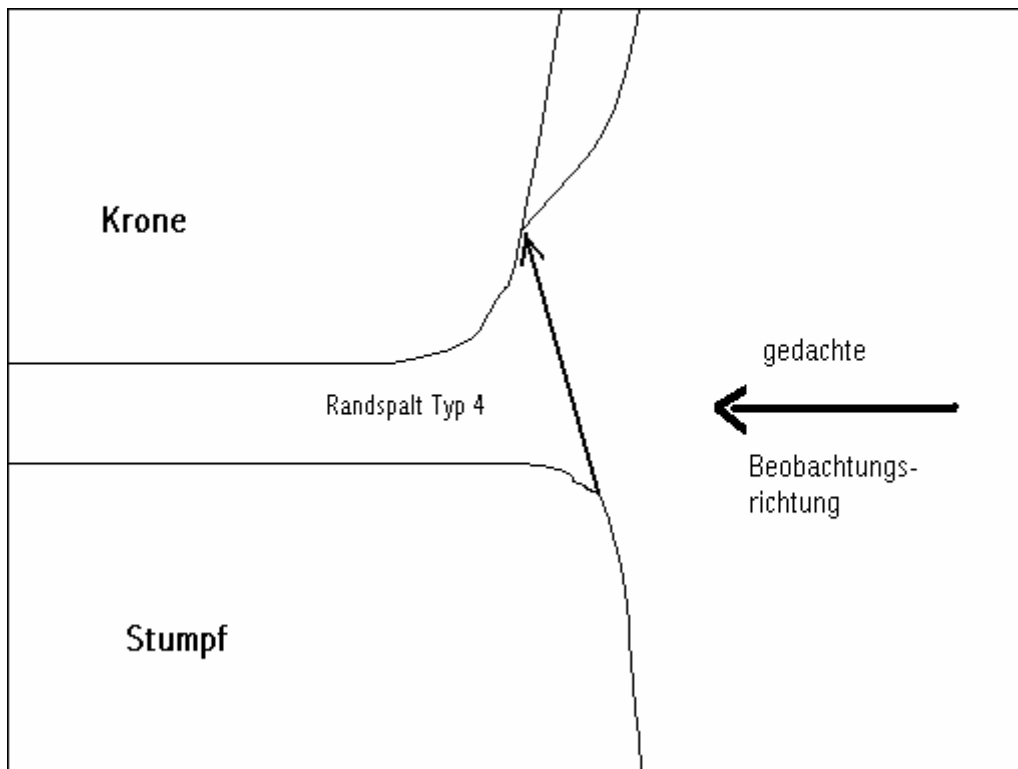 Krone
gedachte
Randspalt Typ 4
Beobachtungs-
richtung
Stumpf